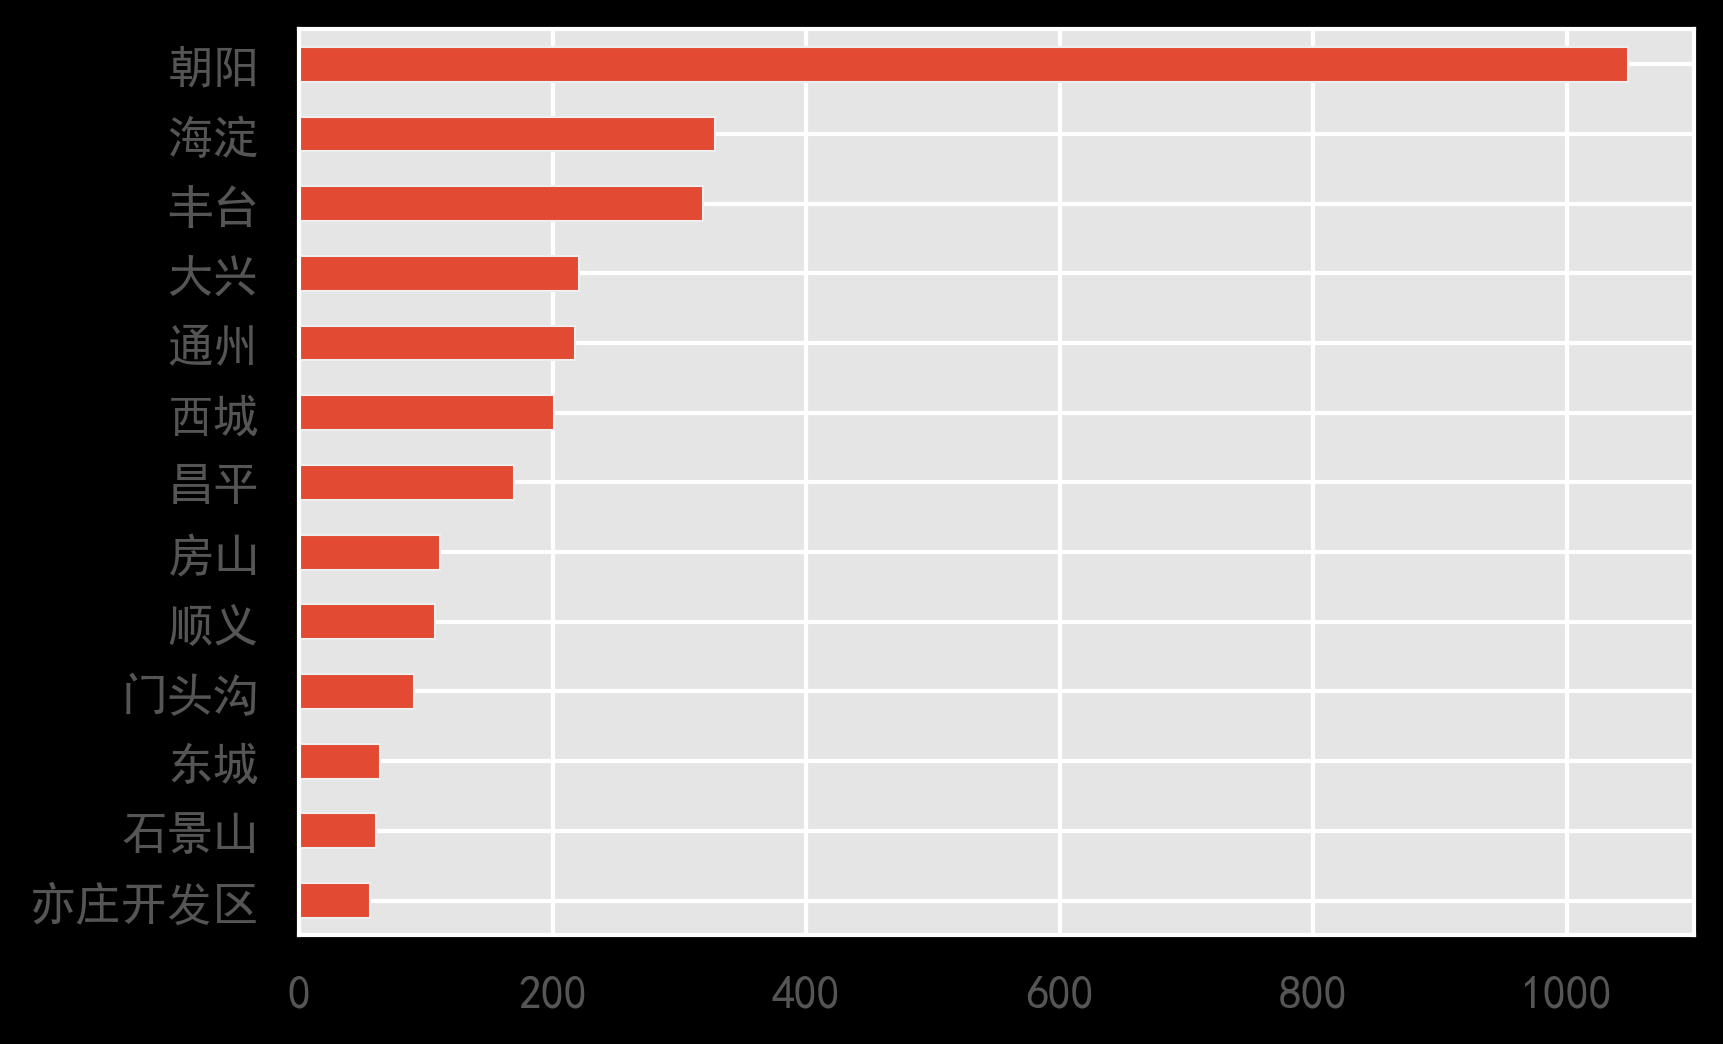 朝阳
海淀
丰台
大兴
通州
西城
昌平
房山
顺义
门头沟
东城
石景山
亦庄开发区
0 200 400 600 800 1000